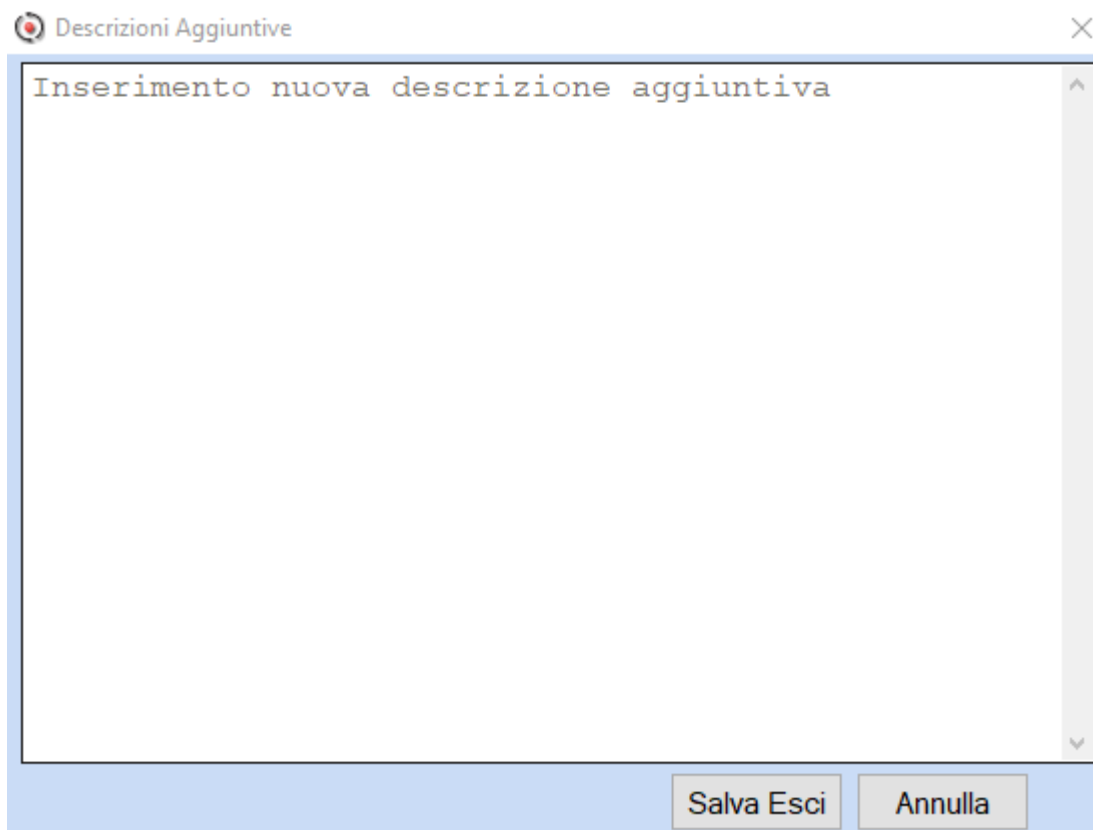 Descrizioni Aggiuntive
Inserimento nuova descrizione aggiuntiva
Salva Esci
Annulla